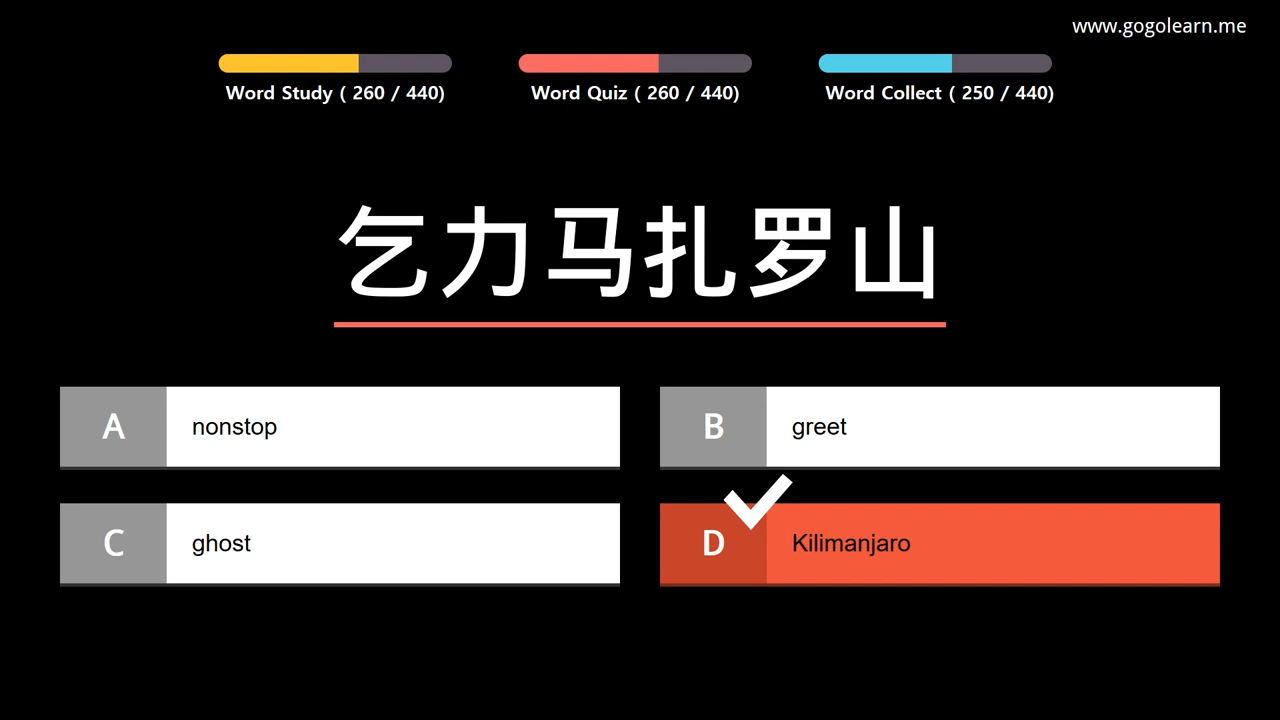 www.gogolearn.me
Word Study ( 260 / 440)
Word Quiz ( 260 / 440)
Word Collect ( 250 / 440)
乞力马扎罗山
A nonstop
B greet
C ghost
D Kilimanjaro